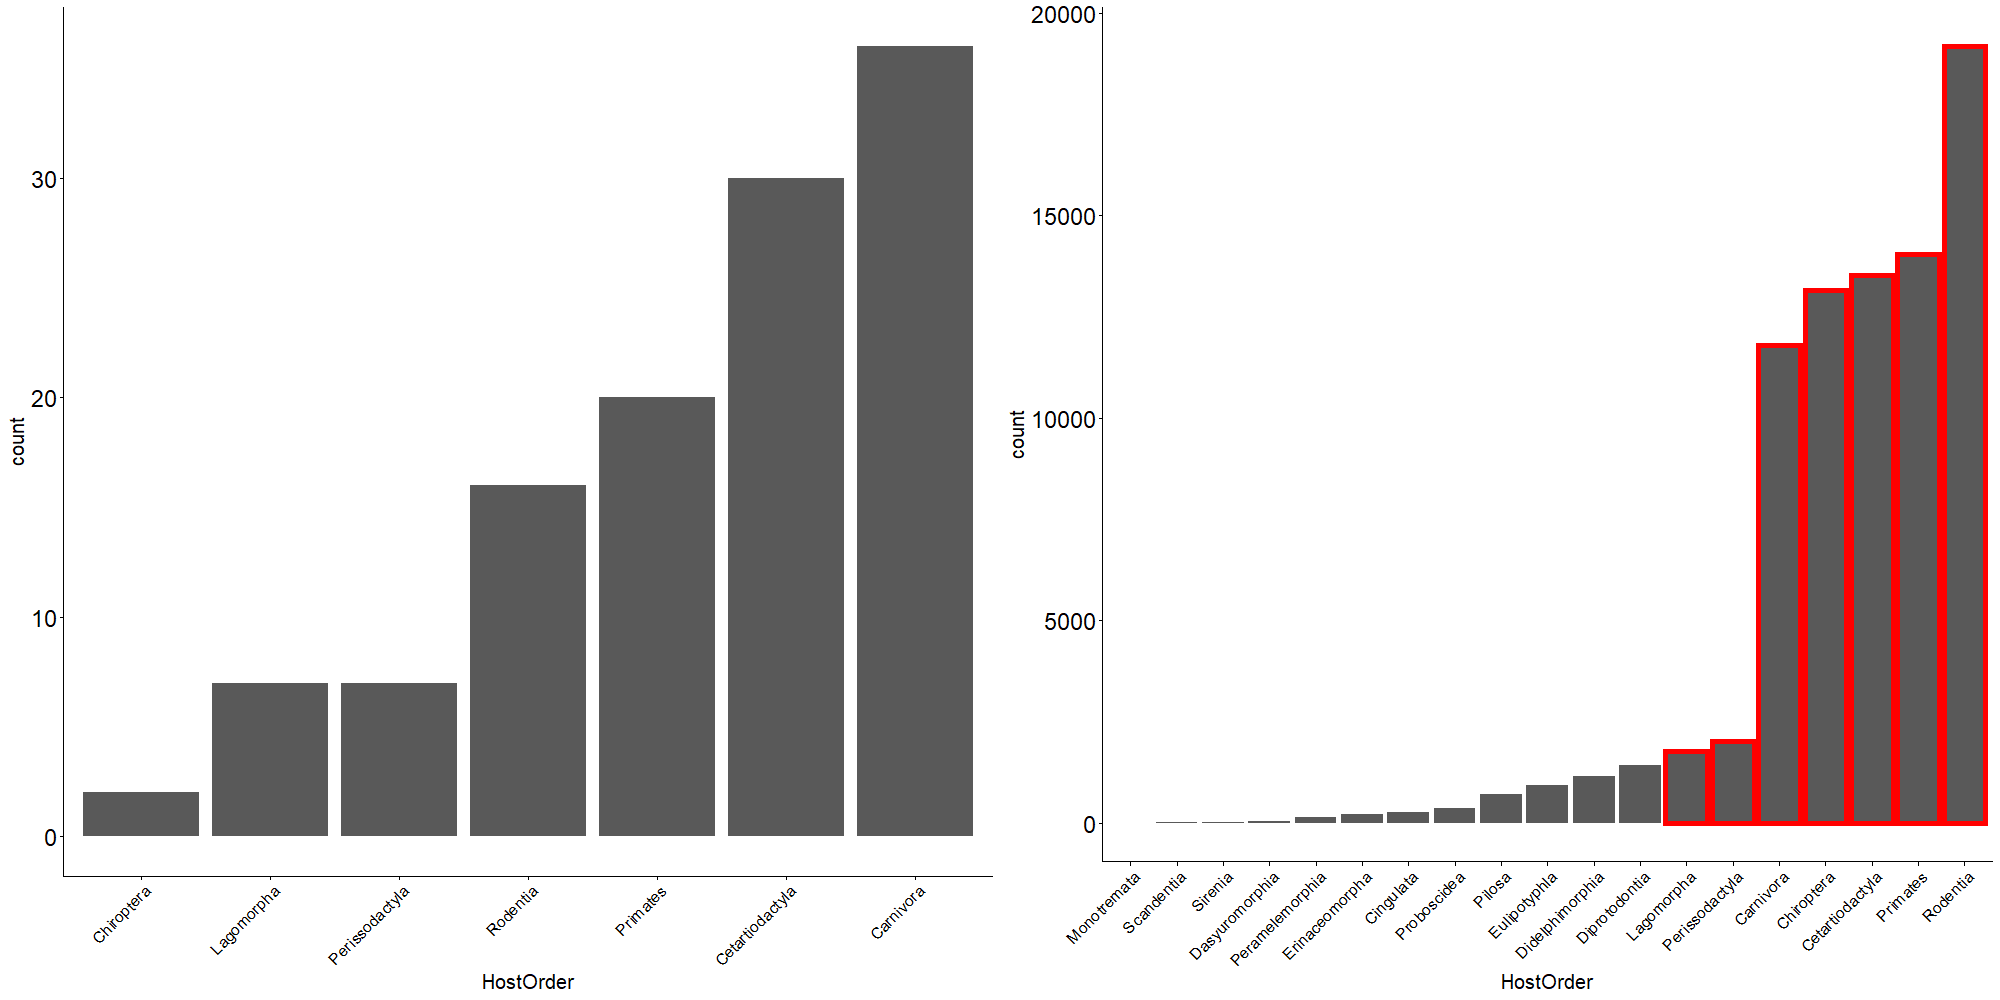 count
30
20
10
0
Chiroptera
Lagomorpha
Perissodactyla
Rodentia
Primates
Cetartiodactyla
Carnivora
HostOrder
count
20000
15000
10000
5000
0
Monotremata
Scandentia
Sirenia
Dasyuromorphia
Peramelemorphia
Erinaceomorpha
Cingulata
Proboscidea
Pilosa
Eulipotyphla
Didelphimorphia
Diprotodontia
Lagomorpha
Perissodactyla
Carnivora
Chiroptera
Cetartiodactyla
Primates
Rodentia
HostOrder